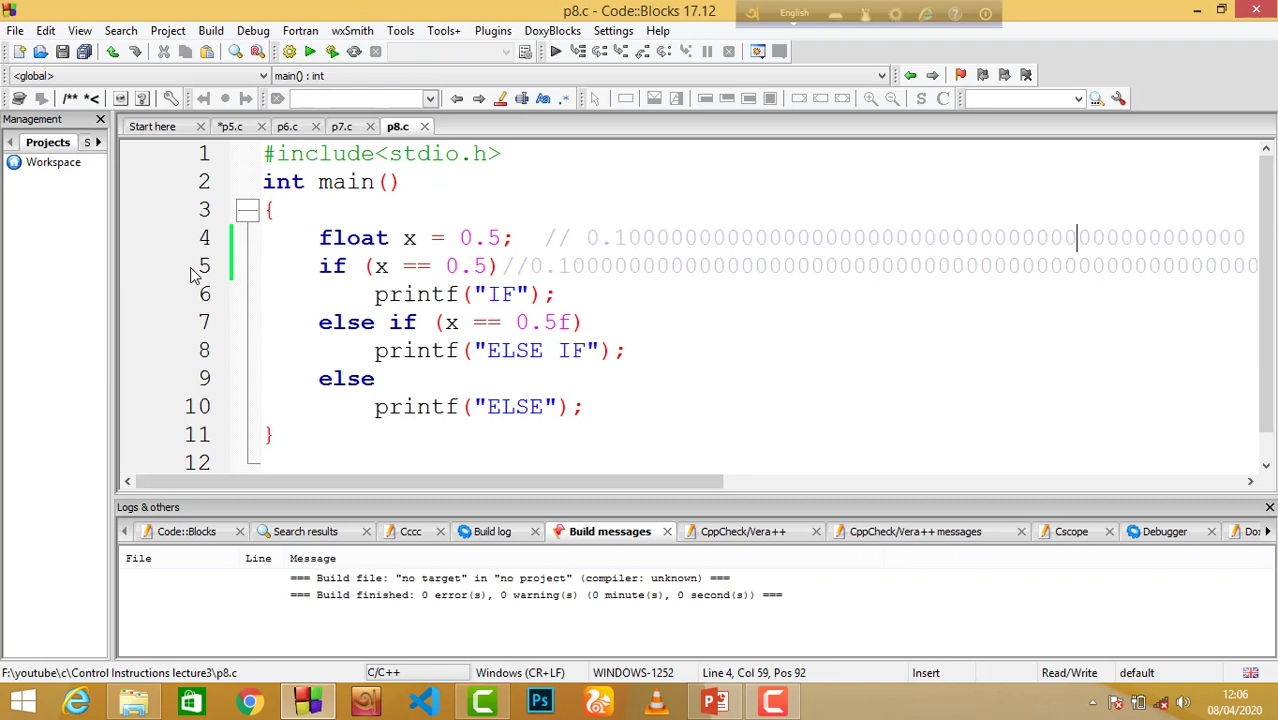 p8.c - Code::Blocks 17.12
English
File Edit View Search Project Build Debug Fortran wxSmith Tools Tools+ Plugins DoxyBlocks Settings Help
<global> main() : int
/** *<
S C
Management
Start here *p5.c p6.c p7.c p8.c
Projects S
Workspace
1 #include<stdio.h>
2 int main()
3 {
4 float x = 0.5; // 0.10000000000000000000000000000000000000000000
5 if (x == 0.5)//0.1000000000000000000000000000000000000000000000000
6 printf("IF");
7 else if (x == 0.5f)
8 printf("ELSE IF");
9 else
10 printf("ELSE");
11 }
12
Logs & others
Code::Blocks Search results Cccc Build log Build messages CppCheck/Vera++ CppCheck/Vera++ messages Cscope Debugger Do
File Line Message
=== Build file: "no target" in "no project" (compiler: unknown) ===
=== Build finished: 0 error(s), 0 warning(s) (0 minute(s), 0 second(s)) ===
F:\youtube\c\Control Instructions lecture3\p8.c C/C++ Windows (CR+LF) WINDOWS-1252 Line 4, Col 59, Pos 92 Insert Read/Write default
Ps
12:06
08/04/2020